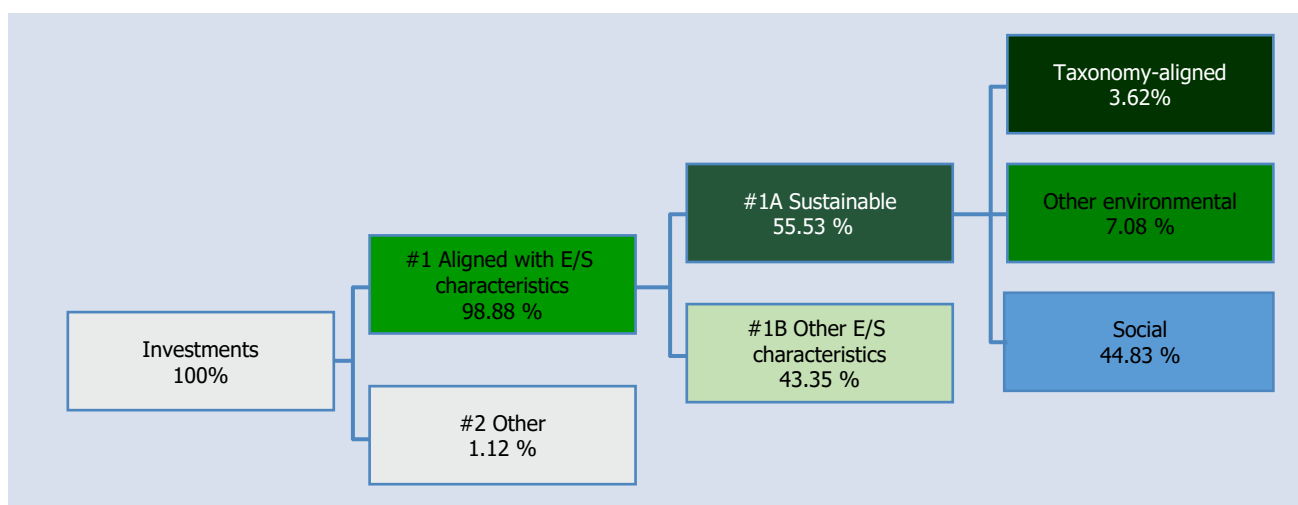 Investments
100%
#1 Aligned with E/S
characteristics
98.88 %
#2 Other
1.12 %
#1A Sustainable
55.53 %
#1B Other E/S
characteristics
43.35 %
Taxonomy-aligned
3.62%
Other environmental
7.08 %
Social
44.83 %